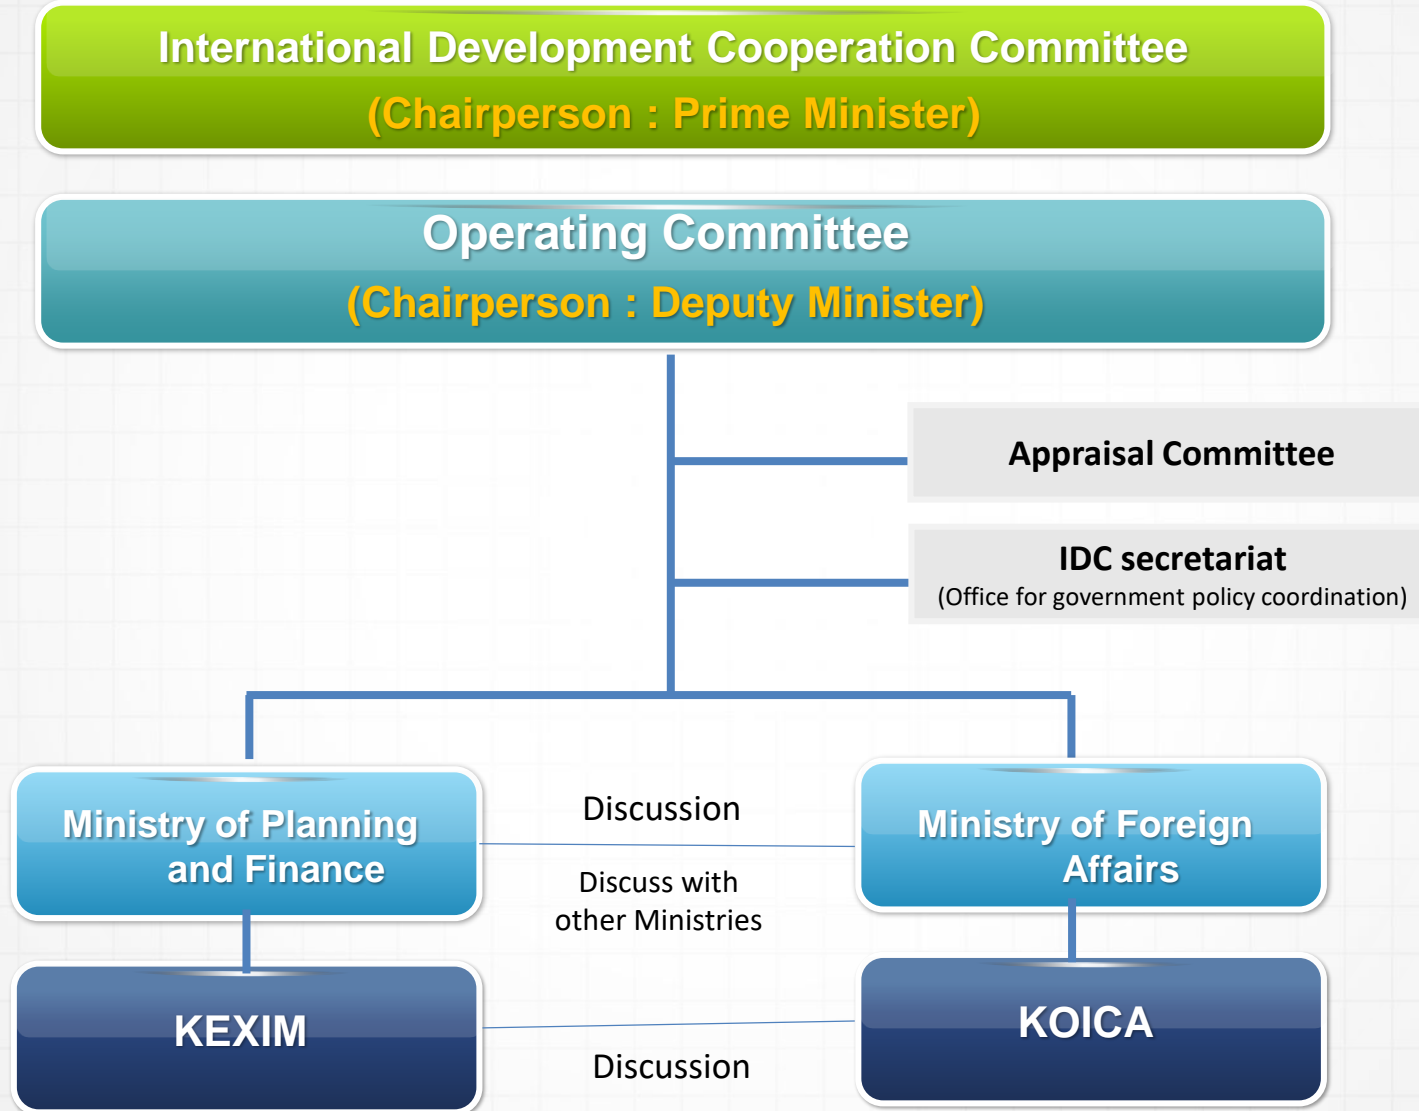 International Development Cooperation Committee
(Chairperson : Prime Minister)
Operating Committee
(Chairperson : Deputy Minister)
Appraisal Committee
IDC secretariat
(Office for government policy coordination)
Ministry of Planning
and Finance
Discussion
Discuss with
other Ministries
Ministry of Foreign
Affairs
KEXIM
Discussion
KOICA